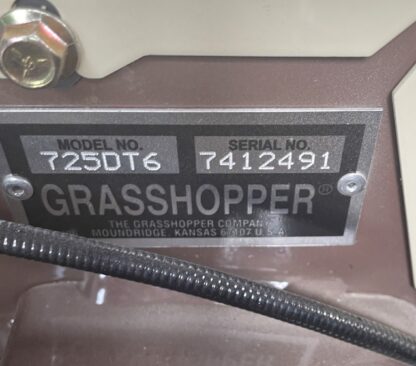 MODEL NO. SERIAL NO.
725DT6 7412491
GRASSHOPPER®
THE GRASSHOPPER COMPANY
MOUNDRIDGE, KANSAS 67107 U.S.A.